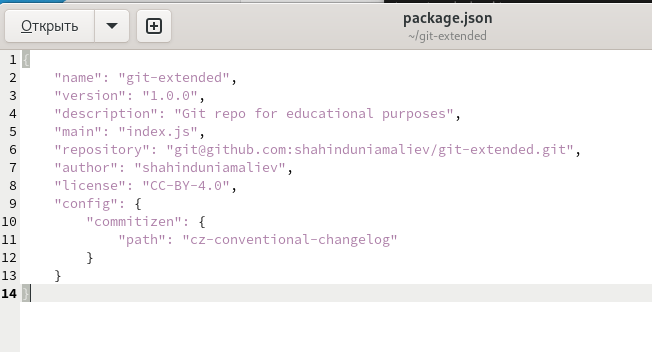 Открыть
package.json
~/git-extended
1 {
2     "name": "git-extended",
3     "version": "1.0.0",
4     "description": "Git repo for educational purposes",
5     "main": "index.js",
6     "repository": "git@github.com:shahinduniamaliev/git-extended.git",
7     "author": "shahinduniamaliev",
8     "license": "CC-BY-4.0",
9     "config": {
10         "commitizen": {
11             "path": "cz-conventional-changelog"
12         }
13     }
14 }